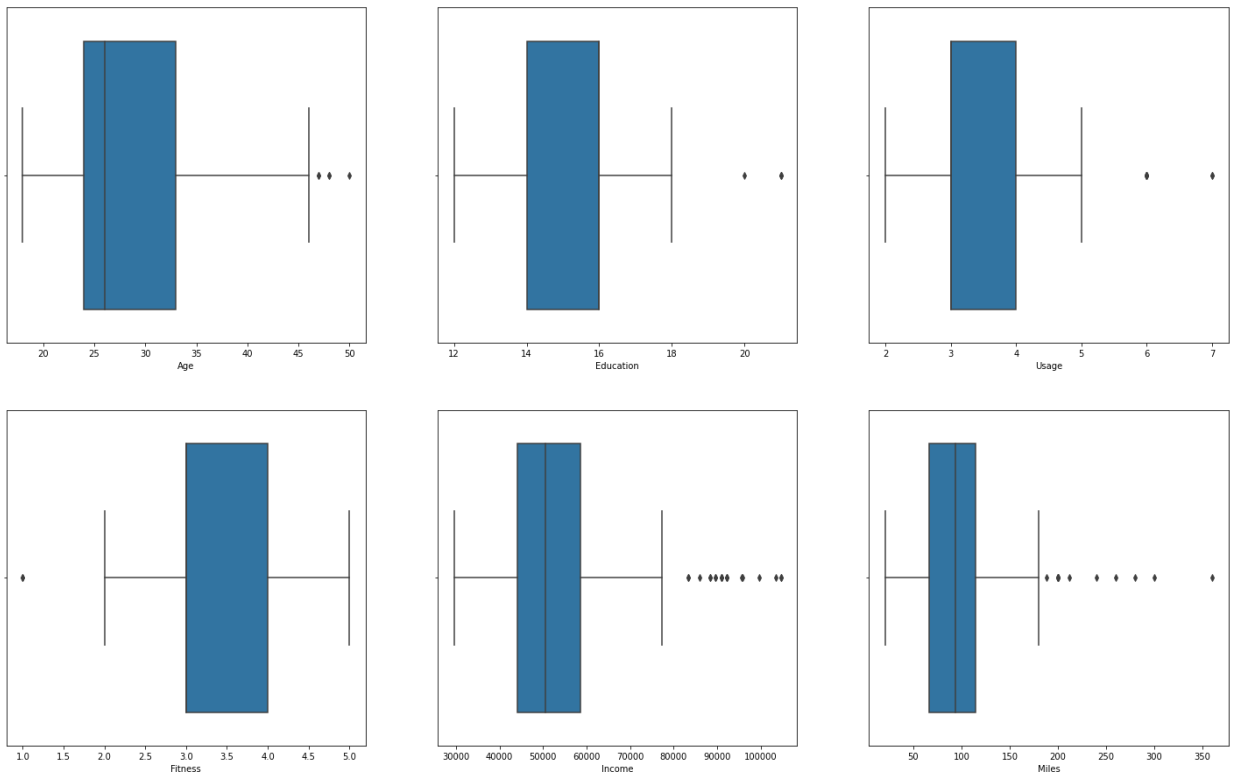 20 25 30 35 40 45 50
Age
12 14 16 18 20
Education
2 3 4 5 6 7
Usage
1.0 1.5 2.0 2.5 3.0 3.5 4.0 4.5 5.0
Fitness
30000 40000 50000 60000 70000 80000 90000 100000
Income
50 100 150 200 250 300 350
Miles